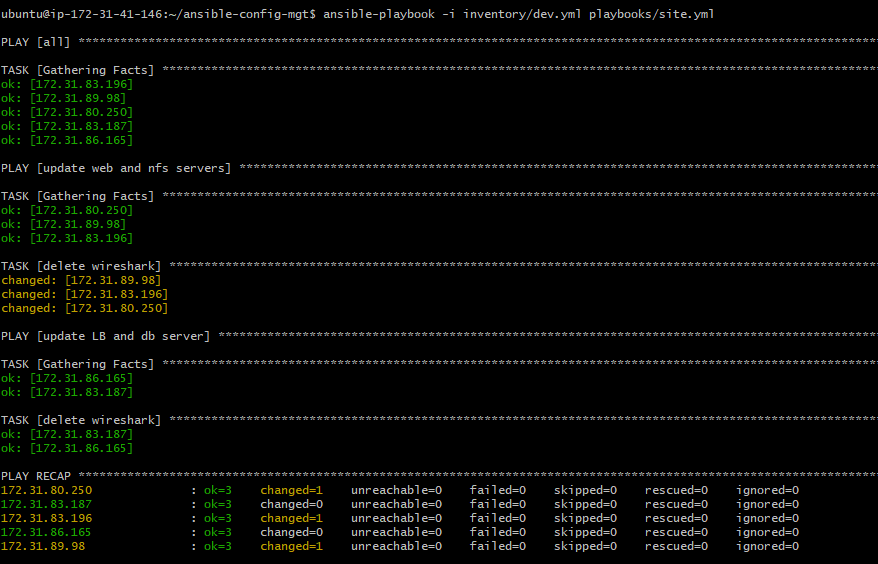 ubuntu@ip-172-31-41-146:~/ansible-config-mgt$ ansible-playbook -i inventory/dev.yml playbooks/site.yml
PLAY [all] ******************************************************************************************************************
TASK [Gathering Facts] ******************************************************************************************************
ok: [172.31.83.196]
ok: [172.31.89.98]
ok: [172.31.80.250]
ok: [172.31.83.187]
ok: [172.31.86.165]
PLAY [update web and nfs servers] *******************************************************************************************
TASK [Gathering Facts] ******************************************************************************************************
ok: [172.31.80.250]
ok: [172.31.89.98]
ok: [172.31.83.196]
TASK [delete wireshark] *****************************************************************************************************
changed: [172.31.89.98]
changed: [172.31.83.196]
changed: [172.31.80.250]
PLAY [update LB and db server] **********************************************************************************************
TASK [Gathering Facts] ******************************************************************************************************
ok: [172.31.86.165]
ok: [172.31.83.187]
TASK [delete wireshark] *****************************************************************************************************
ok: [172.31.83.187]
ok: [172.31.86.165]
PLAY RECAP ******************************************************************************************************************
172.31.80.250 : ok=3 changed=1 unreachable=0 failed=0 skipped=0 rescued=0 ignored=0
172.31.83.187 : ok=3 changed=0 unreachable=0 failed=0 skipped=0 rescued=0 ignored=0
172.31.83.196 : ok=3 changed=1 unreachable=0 failed=0 skipped=0 rescued=0 ignored=0
172.31.86.165 : ok=3 changed=0 unreachable=0 failed=0 skipped=0 rescued=0 ignored=0
172.31.89.98 : ok=3 changed=1 unreachable=0 failed=0 skipped=0 rescued=0 ignored=0